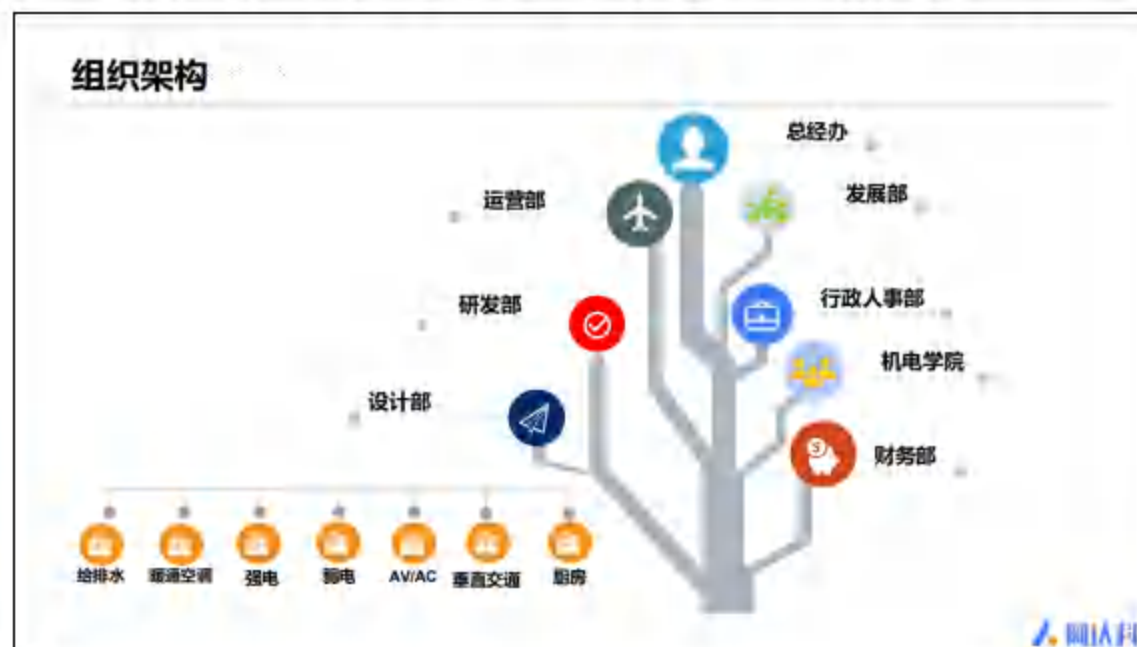 组织架构
总经办
运营部
发展部
研发部
行政人事部
机电学院
设计部
财务部
给排水
暖通空调
强电
弱电
AV/AC
垂直交通
厨房